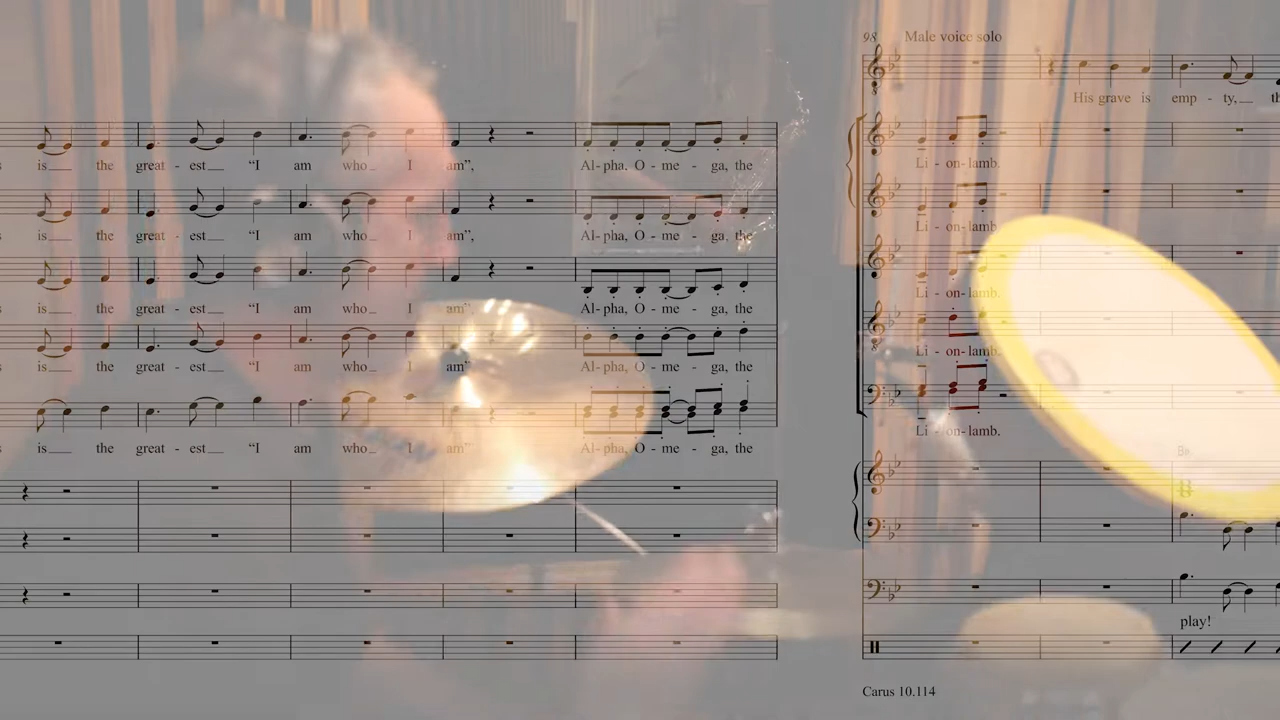 is the great - est “I am who I am”, Al - pha, O - me - ga, the
is the great - est “I am who I am”, Al - pha, O - me - ga, the
is the great - est “I am who I am”, Al - pha, O - me - ga, the
is the great - est “I am who I am” Al - pha, O - me - ga, the
is the great - est “I am who I am” Al - pha, O - me - ga, the
98 Male voice solo
His grave is emp - ty,
Li - on - lamb.
Li - on - lamb.
Li - on - lamb.
Li - on - lamb.
Li - on - lamb.
play!
Carus 10.114